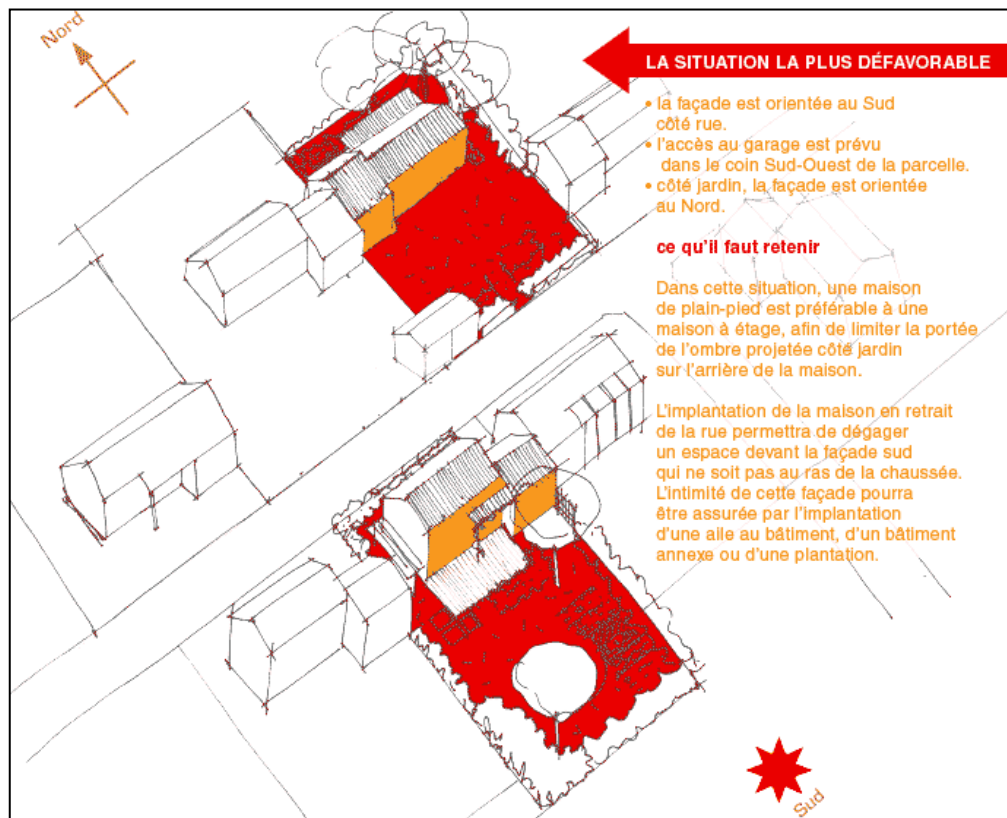 Nord
LA SITUATION LA PLUS DÉFAVORABLE
• la façade est orientée au Sud
côté rue.
• l'accès au garage est prévu
dans le coin Sud-Ouest de la parcelle.
• côté jardin, la façade est orientée
au Nord.
ce qu'il faut retenir
Dans cette situation, une maison
de plain-pied est préférable à une
maison à étage, afin de limiter la portée
de l'ombre projetée côté jardin
sur l'arrière de la maison.
L'implantation de la maison en retrait
de la rue permettra de dégager
un espace devant la façade sud
qui ne soit pas au ras de la chaussée.
L'intimité de cette façade pourra
être assurée par l'implantation
d'une aile au bâtiment, d'un bâtiment
annexe ou d'une plantation.
Sud